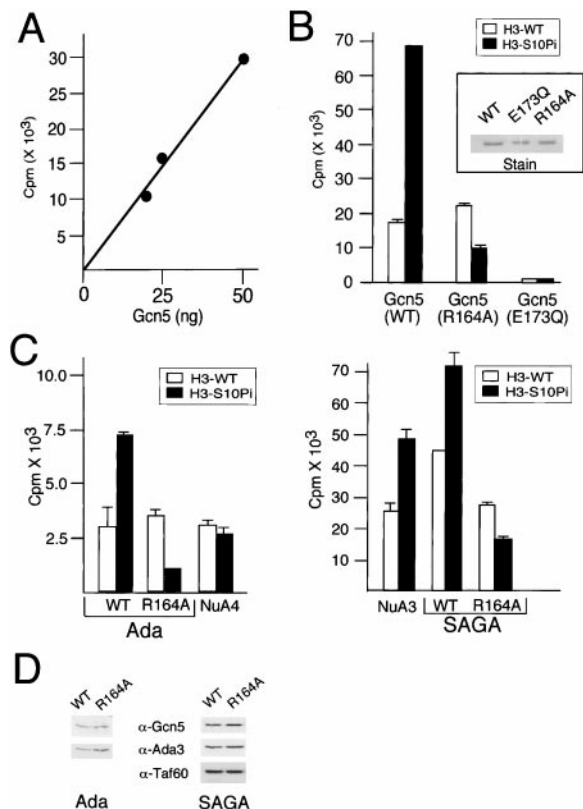 A
Cpm (X 10³)
30
25
20
15
10
5
0
25
50
Gcn5 (ng)
B
H3-WT
H3-S10Pi
Cpm (X 10³)
70
60
50
40
30
20
10
0
WT
E173Q
R164A
Stain
Gcn5 (WT)
Gcn5 (R164A)
Gcn5 (E173Q)
C
H3-WT
H3-S10Pi
Cpm X 10³
10.0
7.5
5.0
2.5
WT R164A NuA4
Ada
H3-WT
H3-S10Pi
Cpm X 10³
70
60
50
40
30
20
10
NuA3 WT R164A
SAGA
D
WT
R164A
WT
R164A
α-Gcn5
α-Ada3
α-Taf60
Ada
SAGA